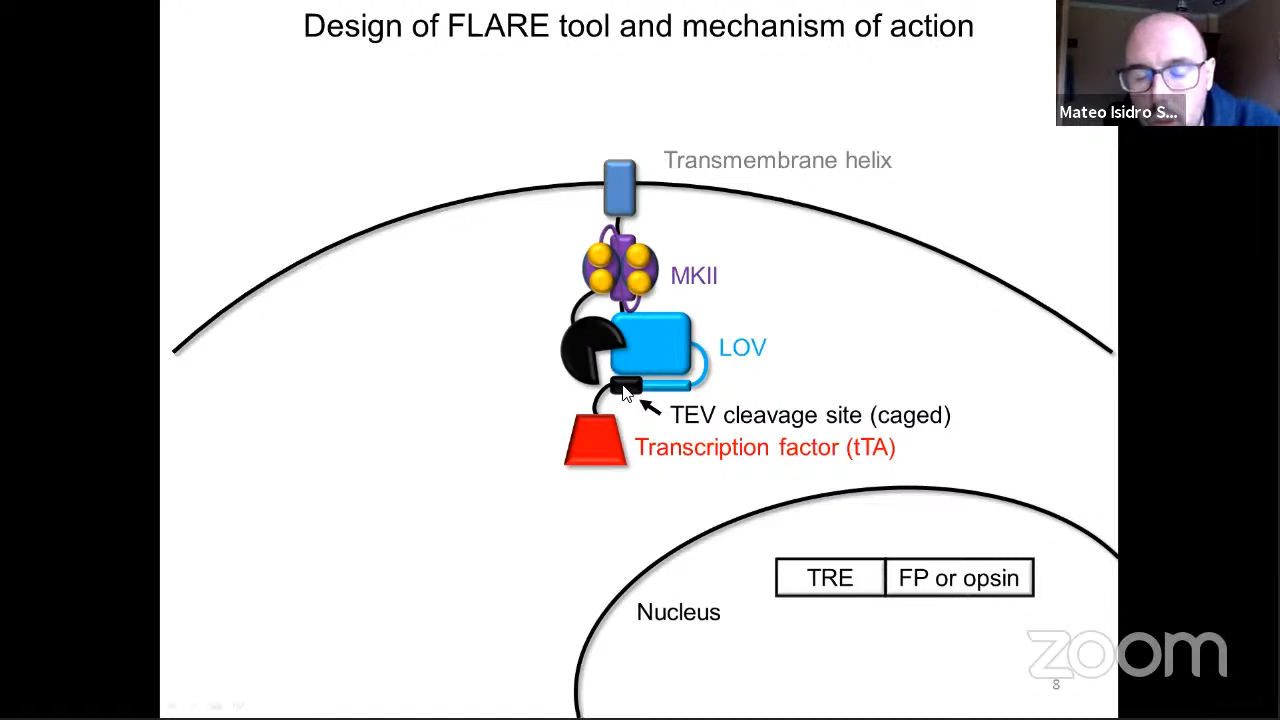 Design of FLARE tool and mechanism of action
Mateo Isidro S...
Transmembrane helix
MKII
LOV
TEV cleavage site (caged)
Transcription factor (tTA)
TRE
FP or opsin
Nucleus
zoom
8